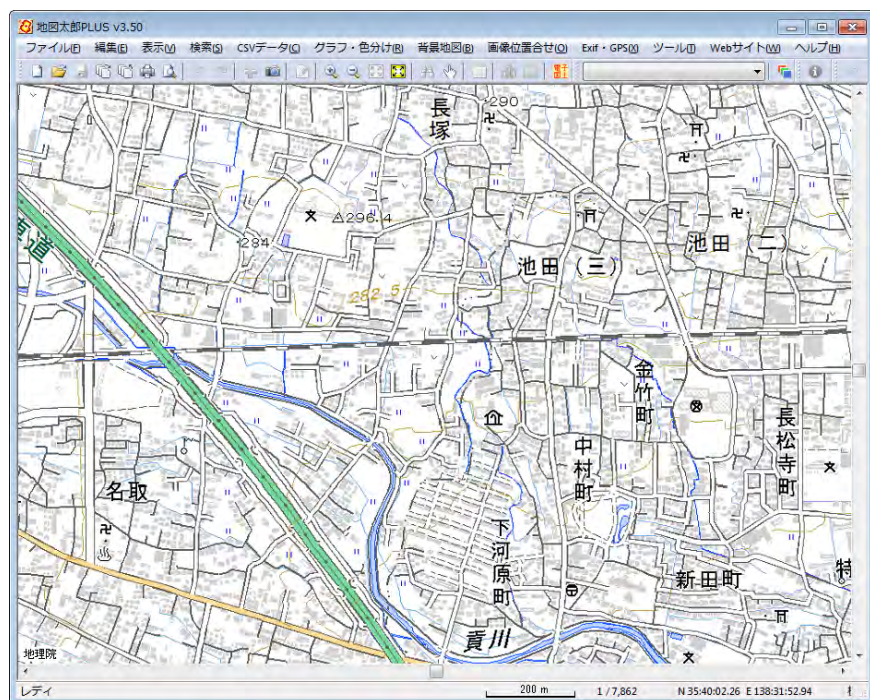 地図太郎PLUS v3.50
ファイル(F) 編集(E) 表示(V) 検索(S) CSVデータ(C) グラフ・色分け(R) 背景地図(B) 画像位置合せ(O) Exif・GPS(X) ツール(T) Webサイト(W) ヘルプ(H)
290
長塚
296.4
284
道
池田（二）
池田（三）
282.5
金竹町
長松寺町
中村町
名取
下河原町
新田町
特
貢川
地理院
レディ 200 m 1 / 7,862 N 35:40:02.26 E 138:31:52.94